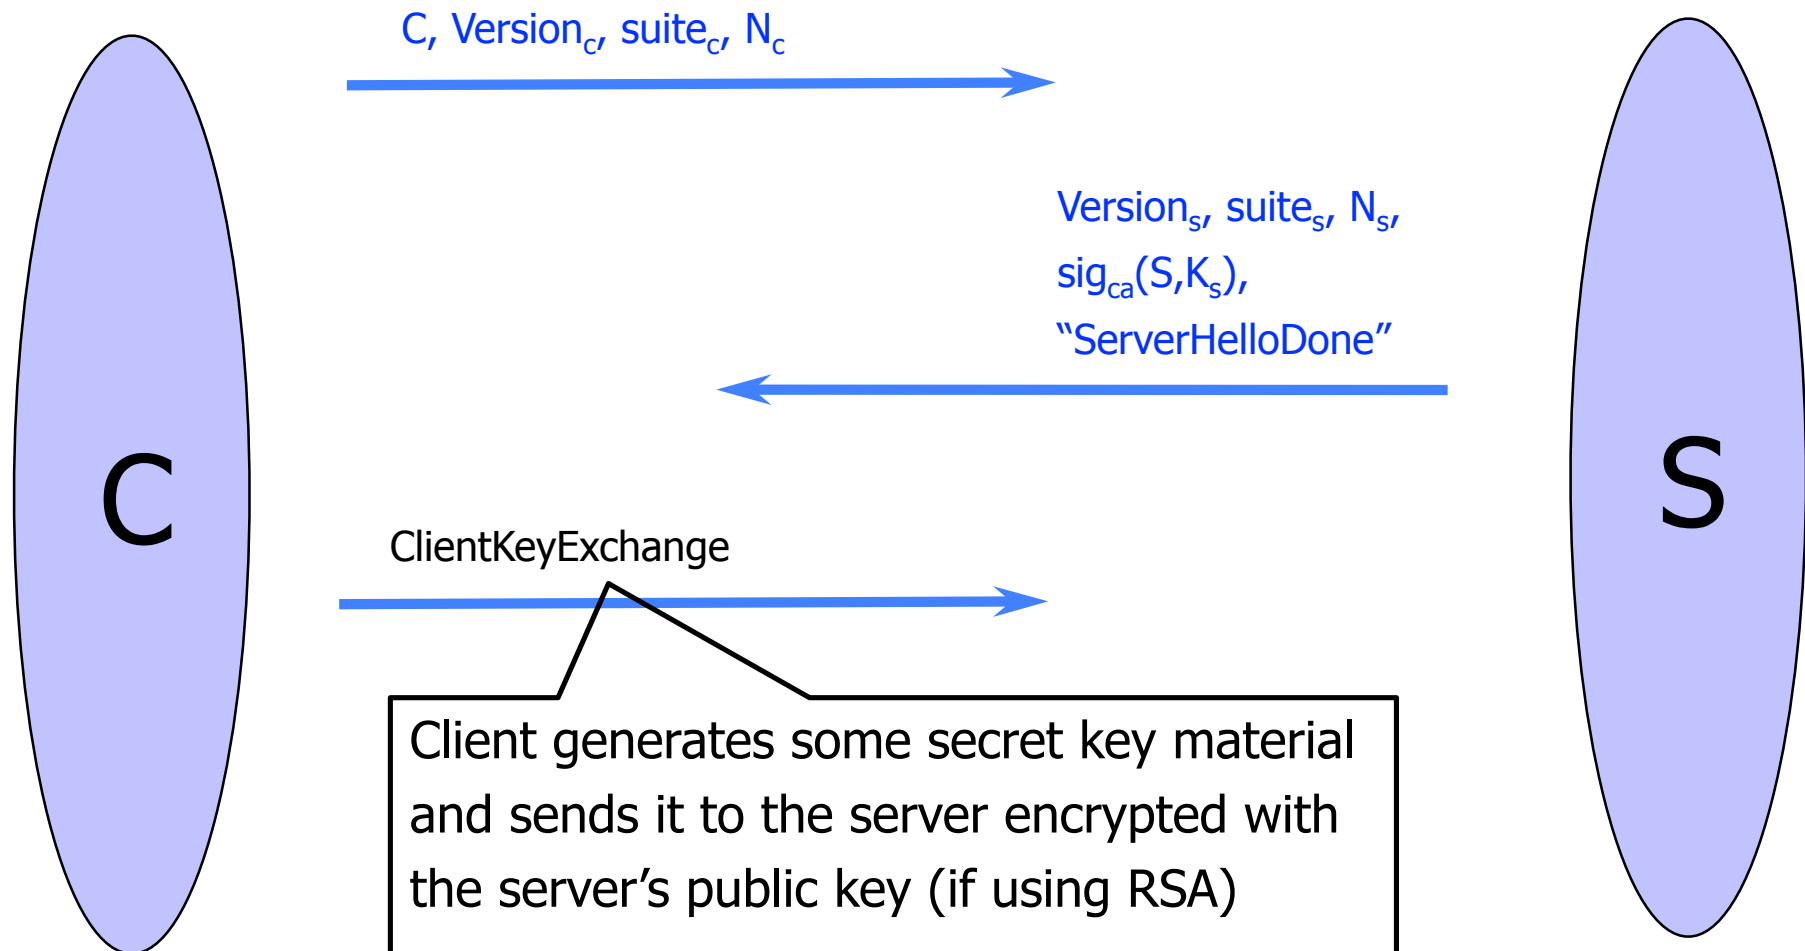 C, Version_c, suite_c, N_c
Version_s, suite_s, N_s,
sig_ca(S,K_s),
“ServerHelloDone”
C
S
ClientKeyExchange
Client generates some secret key material
and sends it to the server encrypted with
the server’s public key (if using RSA)